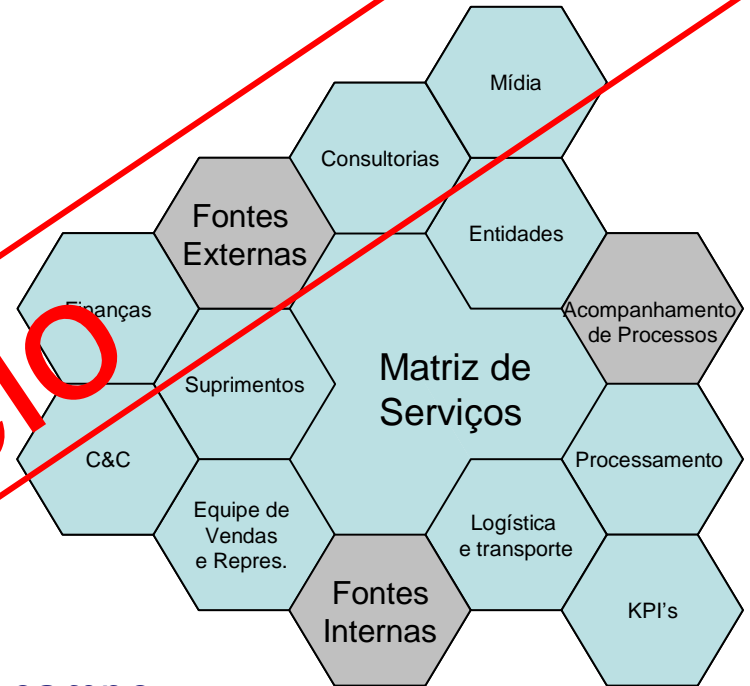 Mídia
Consultorias
Fontes
Externas
Entidades
Finanças
Acompanhamento
de Processos
Suprimentos
Matriz de
Serviços
C&C
Processamento
Equipe de
Vendas
e Repres.
Logística
e transporte
Fontes
Internas
KPI's